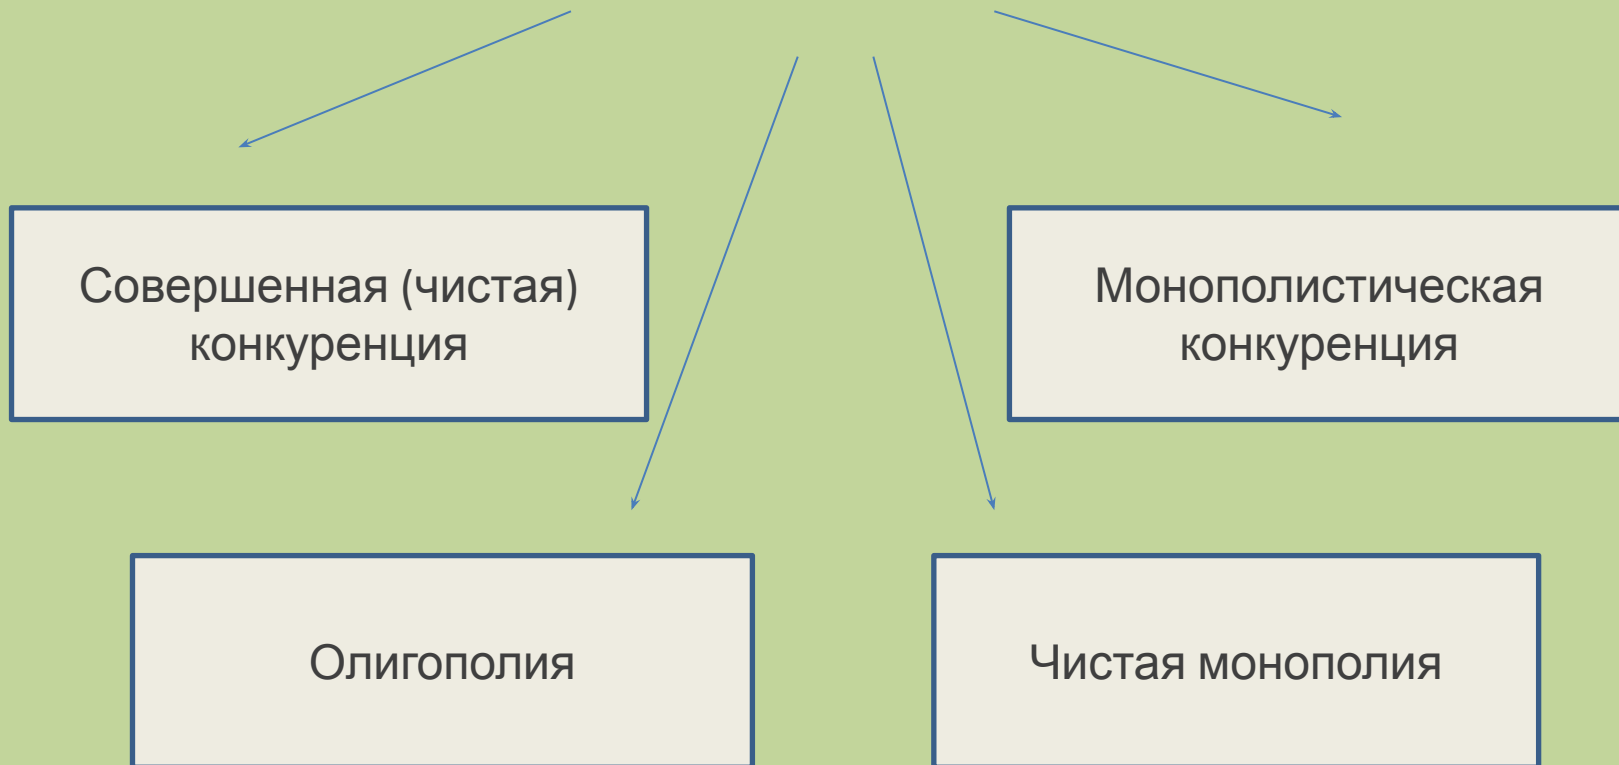 Совершенная (чистая)
конкуренция
Монополистическая
конкуренция
Олигополия
Чистая монополия